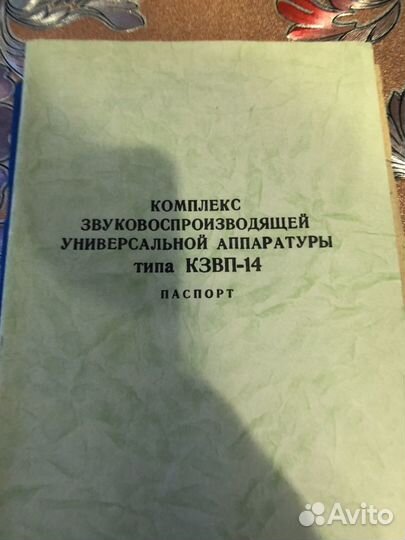 КОМПЛЕКС
ЗВУКОВОСПРОИЗВОДЯЩЕЙ
УНИВЕРСАЛЬНОЙ АППАРАТУРЫ
типа КЗВП-14
ПАСПОРТ
Avito